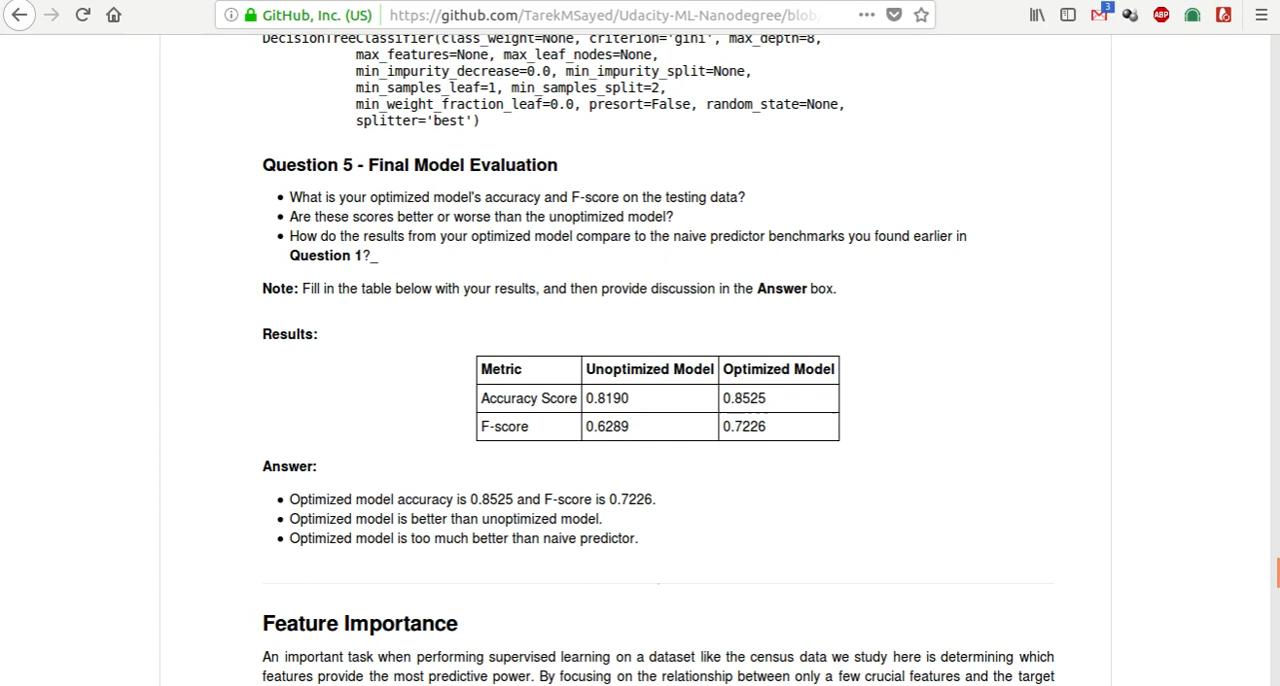 GitHub, Inc. (US)
https://github.com/TarekMSayed/Udacity-ML-Nanodegree/blob/
3
ABP
DecisionTreeClassifier(class_weight=None, criterion='gini', max_depth=8,
max_features=None, max_leaf_nodes=None,
min_impurity_decrease=0.0, min_impurity_split=None,
min_samples_leaf=1, min_samples_split=2,
min_weight_fraction_leaf=0.0, presort=False, random_state=None,
splitter='best')
Question 5 - Final Model Evaluation
• What is your optimized model's accuracy and F-score on the testing data?
• Are these scores better or worse than the unoptimized model?
• How do the results from your optimized model compare to the naive predictor benchmarks you found earlier in
Question 1?_
Note: Fill in the table below with your results, and then provide discussion in the Answer box.
Results:
Metric Unoptimized Model Optimized Model
Accuracy Score 0.8190 0.8525
F-score 0.6289 0.7226
Answer:
• Optimized model accuracy is 0.8525 and F-score is 0.7226.
• Optimized model is better than unoptimized model.
• Optimized model is too much better than naive predictor.
Feature Importance
An important task when performing supervised learning on a dataset like the census data we study here is determining which
features provide the most predictive power. By focusing on the relationship between only a few crucial features and the target